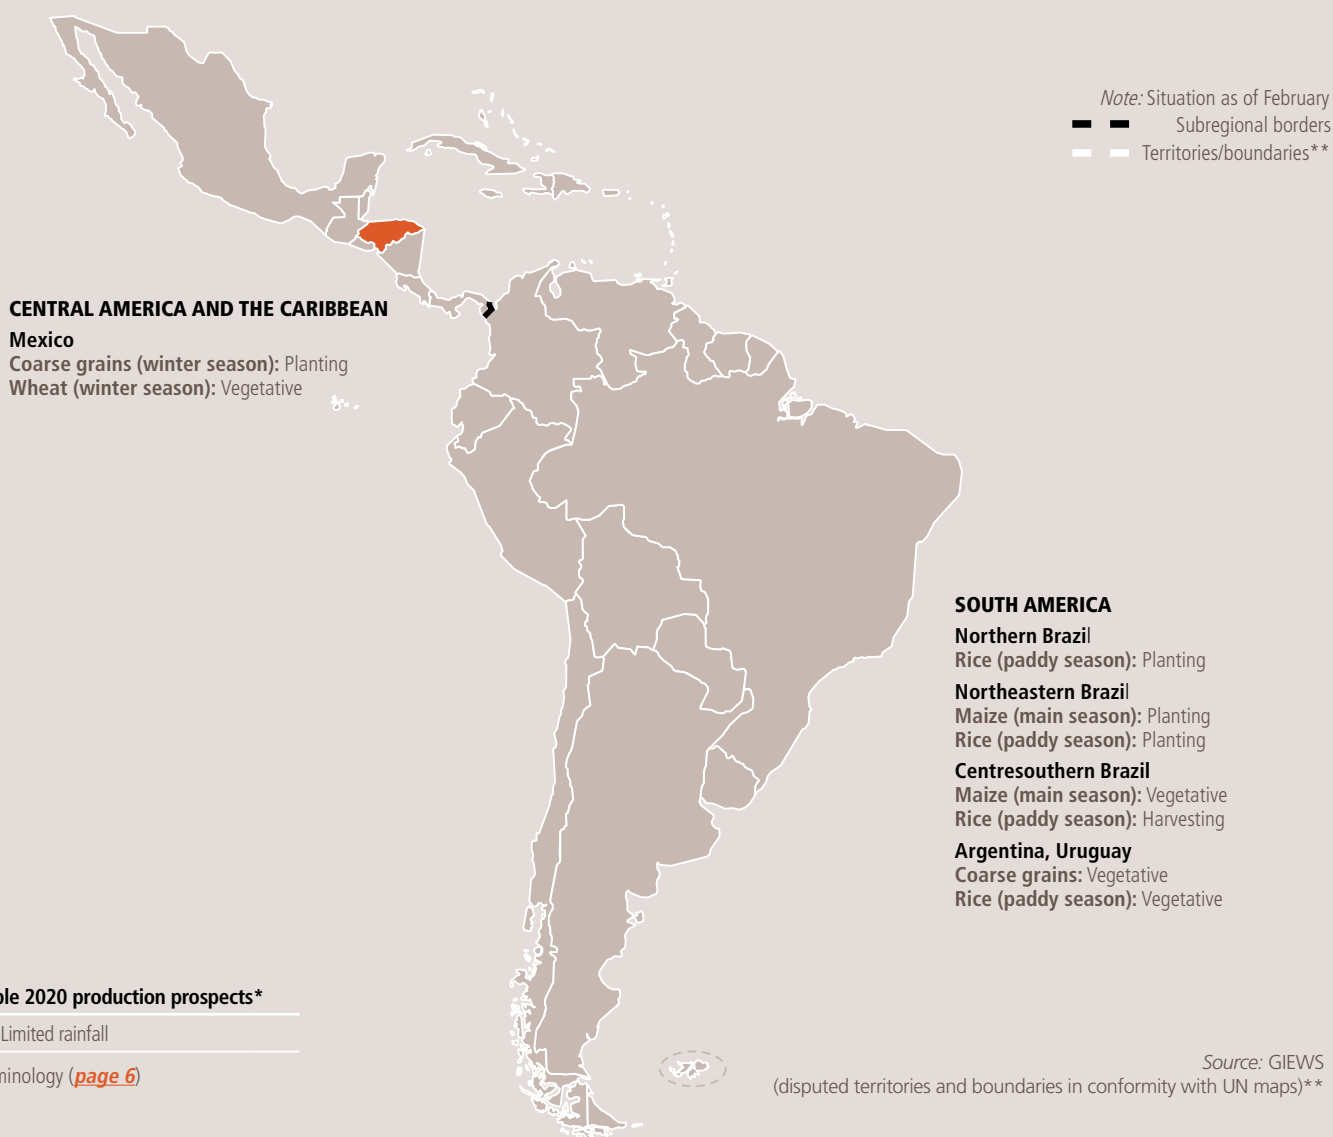 Note: Situation as of February
Subregional borders
Territories/boundaries**
CENTRAL AMERICA AND THE CARIBBEAN
Mexico
Coarse grains (winter season): Planting
Wheat (winter season): Vegetative
SOUTH AMERICA
Northern Brazil
Rice (paddy season): Planting
Northeastern Brazil
Maize (main season): Planting
Rice (paddy season): Planting
Centresouthern Brazil
Maize (main season): Vegetative
Rice (paddy season): Harvesting
Argentina, Uruguay
Coarse grains: Vegetative
Rice (paddy season): Vegetative
2020 production prospects*
Limited rainfall
(page 6)
Source: GIEWS
(disputed territories and boundaries in conformity with UN maps)**